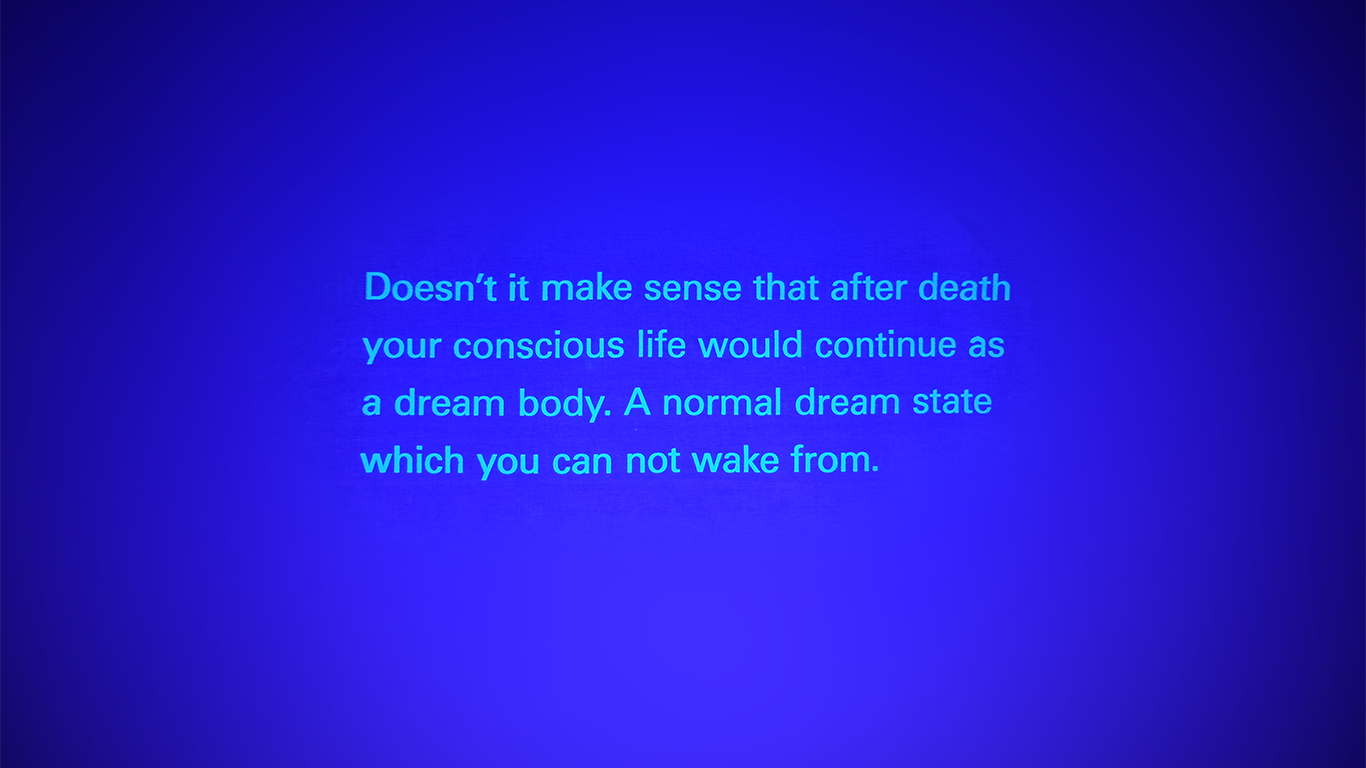 Doesn't it make sense that after death
your conscious life would continue as
a dream body. A normal dream state
which you can not wake from.